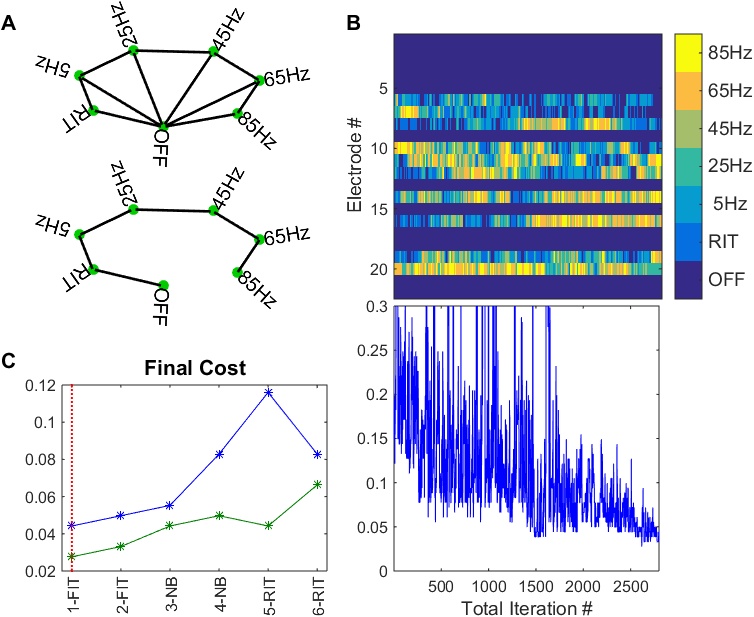 A
25Hz
45Hz
5Hz
65Hz
RIT
85Hz
OFF
25Hz
45Hz
5Hz
65Hz
RIT
85Hz
OFF
B
Electrode #
5
10
15
20
85Hz
65Hz
45Hz
25Hz
5Hz
RIT
OFF
0.3
0.25
0.2
0.15
0.1
0.05
0
500
1000
1500
2000
2500
Total Iteration #
C
Final Cost
0.12
0.1
0.08
0.06
0.04
0.02
1-FIT
2-FIT
3-NB
4-NB
5-RIT
6-RIT